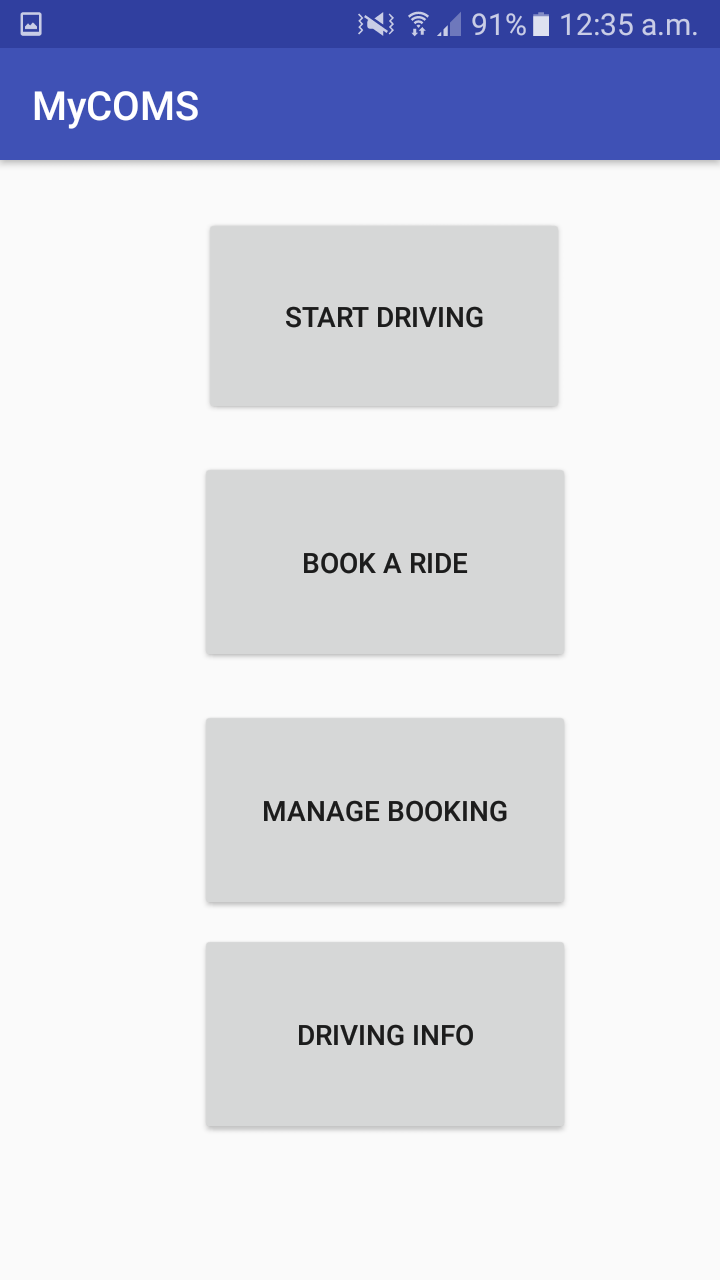 91% 12:35 a.m.
MyCOMS
START DRIVING
BOOK A RIDE
MANAGE BOOKING
DRIVING INFO